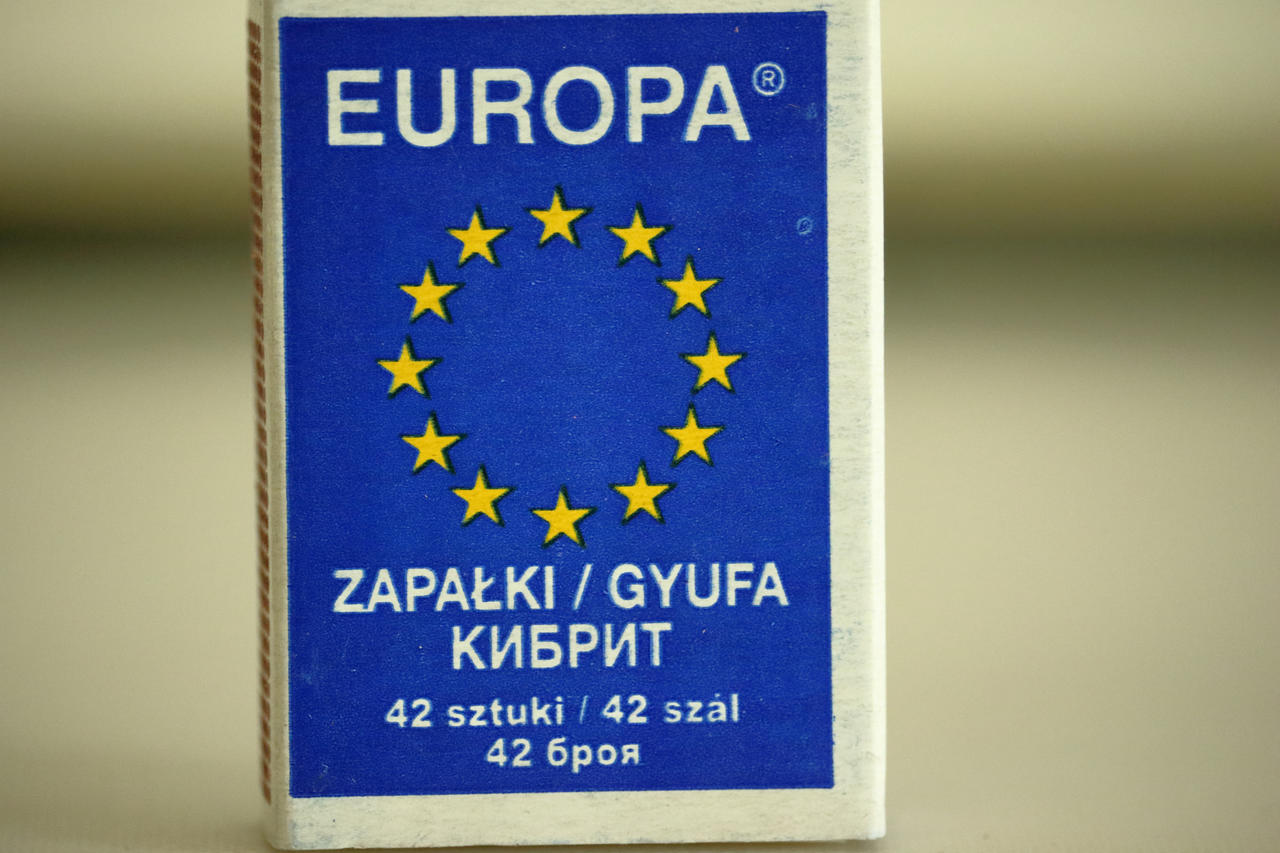 EUROPA®
ZAPAŁKI / GYUFA
КИБРИТ
42 sztuki / 42 szál
42 броя